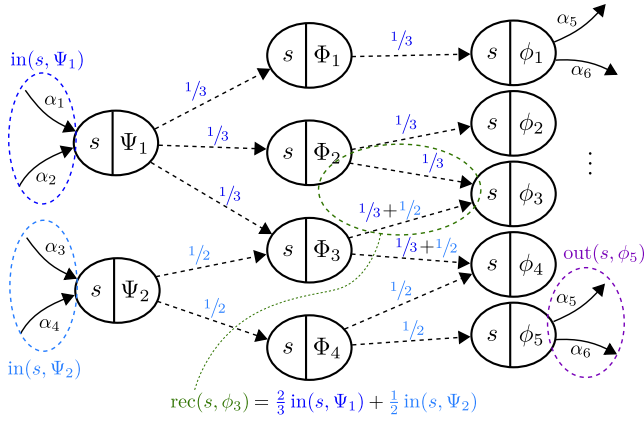 in(s, Ψ₁)
α₁
α₂
s Ψ₁
α₃
α₄
s Ψ₂
in(s, Ψ₂)
1/3
1/3
1/3
1/2
1/2
s Φ₁
s Φ₂
s Φ₃
s Φ₄
1/3
1/3
1/3
1/3+1/2
1/3+1/2
1/2
1/2
s ϕ₁
s ϕ₂
s ϕ₃
s ϕ₄
s ϕ₅
α₅
α₆
⋮
out(s, ϕ₅)
α₅
α₆
rec(s, ϕ₃) = 2/3 in(s, Ψ₁) + 1/2 in(s, Ψ₂)